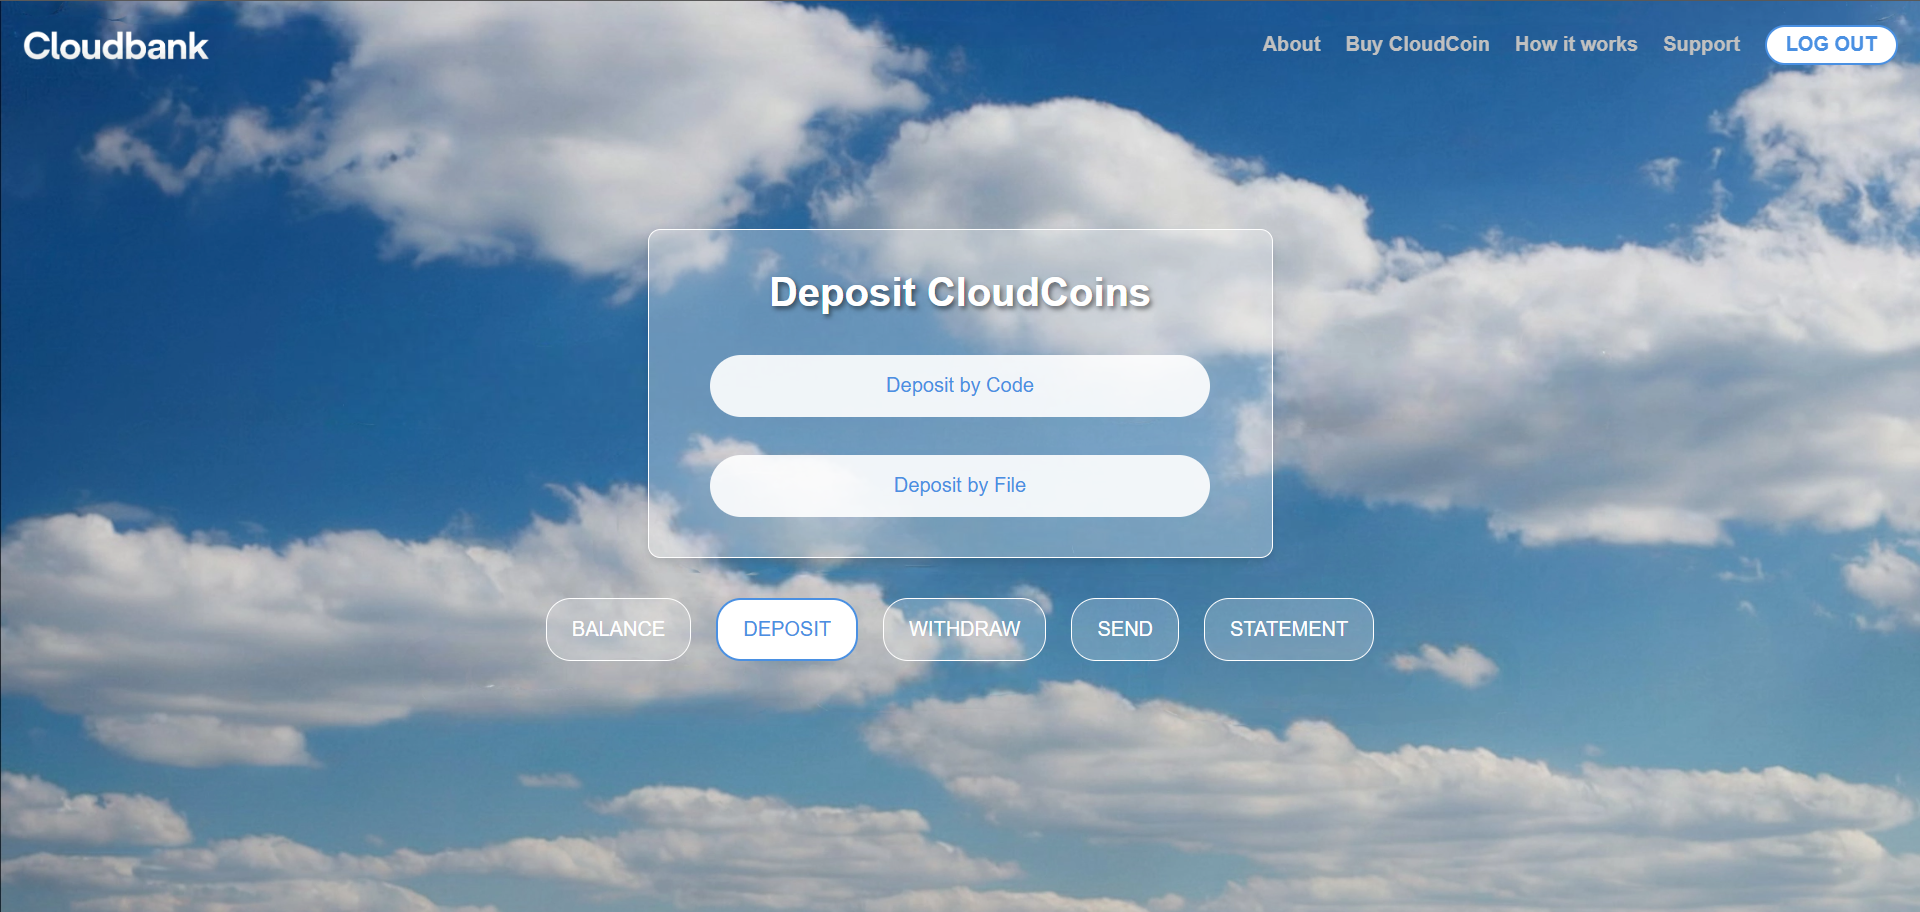 Cloudbank
About Buy CloudCoin How it works Support LOG OUT
Deposit CloudCoins
Deposit by Code
Deposit by File
BALANCE DEPOSIT WITHDRAW SEND STATEMENT